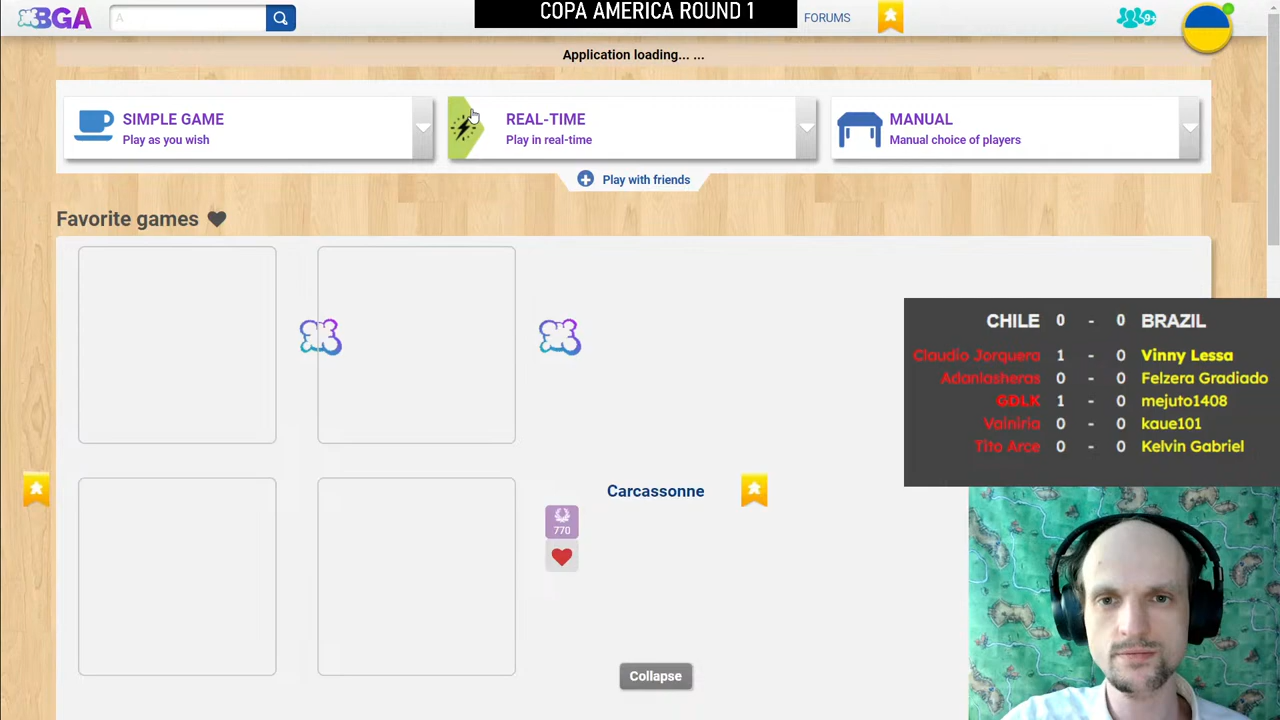 BGA
A
COPA AMERICA ROUND 1
FORUMS
9+
Application loading... ...
SIMPLE GAME
Play as you wish
REAL-TIME
Play in real-time
MANUAL
Manual choice of players
Play with friends
Favorite games
CHILE 0 - 0 BRAZIL
Claudio Jorquera 1 - 0 Vinny Lessa
Adanlasheras 0 - 0 Felzera Gradiado
GDLK 1 - 0 mejuto1408
Valniria 0 - 0 kaue101
Tito Arce 0 - 0 Kelvin Gabriel
Carcassonne
770
Collapse